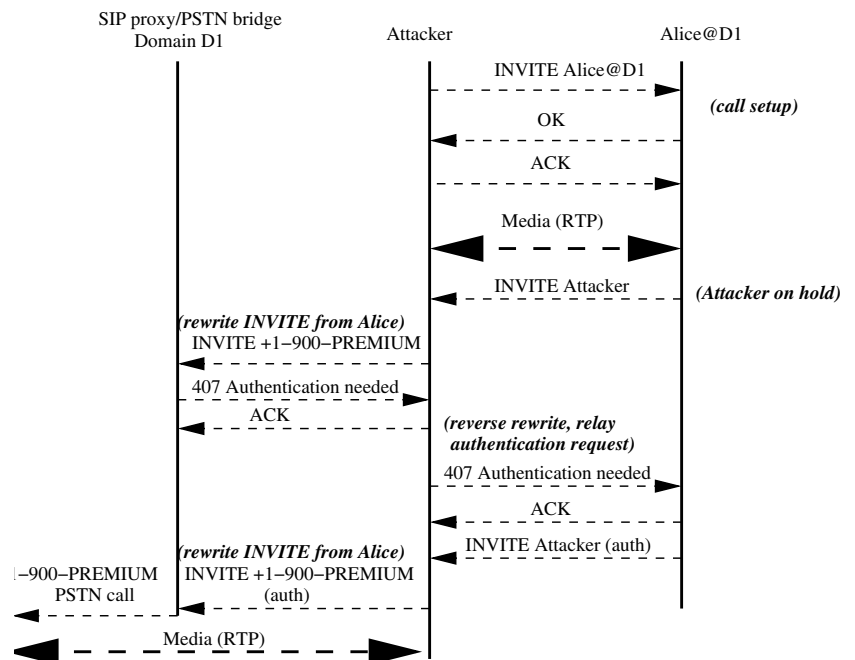 SIP proxy/PSTN bridge
Domain D1
Attacker
Alice@D1
INVITE Alice@D1
(call setup)
OK
ACK
Media (RTP)
INVITE Attacker
(Attacker on hold)
(rewrite INVITE from Alice)
INVITE +1−900−PREMIUM
407 Authentication needed
ACK
(reverse rewrite, relay
authentication request)
407 Authentication needed
ACK
INVITE Attacker (auth)
(rewrite INVITE from Alice)
INVITE +1−900−PREMIUM
(auth)
1−900−PREMIUM
PSTN call
Media (RTP)